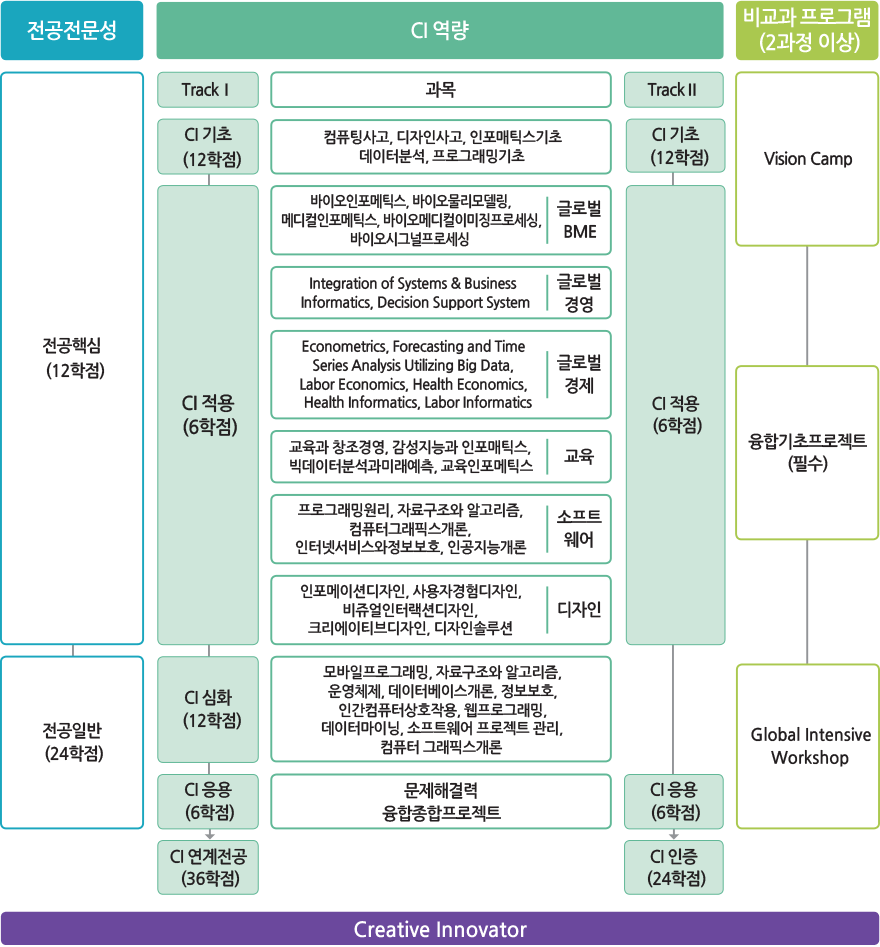 전공전문성
CI 역량
비교과 프로그램
(2과정 이상)
전공핵심
(12학점)
전공일반
(24학점)
Track I
과목
Track II
CI 기초
(12학점)
컴퓨팅사고, 디자인사고, 인포매틱스기초
데이터분석, 프로그래밍기초
CI 기초
(12학점)
CI 적용
(6학점)
바이오인포메틱스, 바이오물리모델링,
메디컬인포메틱스, 바이오메디컬이미징프로세싱,
바이오시그널프로세싱
글로벌
BME
Integration of Systems & Business
Informatics, Decision Support System
글로벌
경영
Econometrics, Forecasting and Time
Series Analysis Utilizing Big Data,
Labor Economics, Health Economics,
Health Informatics, Labor Informatics
글로벌
경제
교육과 창조경영, 감성지능과 인포매틱스,
빅데이터분석과미래예측, 교육인포메틱스
교육
프로그래밍원리, 자료구조와 알고리즘,
컴퓨터그래픽스개론,
인터넷서비스와정보보호, 인공지능개론
소프트
웨어
인포메이션디자인, 사용자경험디자인,
비쥬얼인터랙션디자인,
크리에이티브디자인, 디자인솔루션
디자인
CI 적용
(6학점)
CI 심화
(12학점)
모바일프로그래밍, 자료구조와 알고리즘,
운영체제, 데이터베이스개론, 정보보호,
인간컴퓨터상호작용, 웹프로그래밍,
데이터마이닝, 소프트웨어 프로젝트 관리,
컴퓨터 그래픽스개론
CI 응용
(6학점)
문제해결력
융합종합프로젝트
CI 응용
(6학점)
CI 연계전공
(36학점)
CI 인증
(24학점)
Vision Camp
융합기초프로젝트
(필수)
Global Intensive
Workshop
Creative Innovator